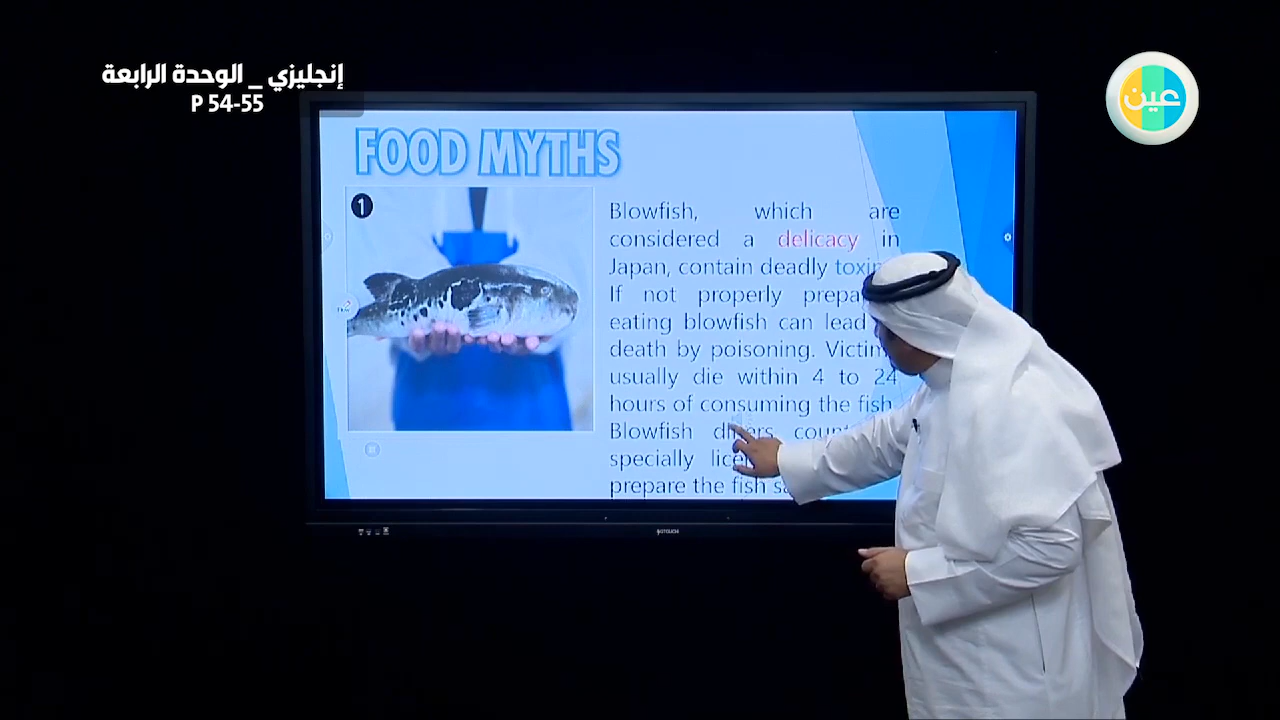 إنجليزي _ الوحدة الرابعة
P 54-55
عين
FOOD MYTHS
1
Blowfish, which are
considered a delicacy in
Japan, contain deadly
If not properly
eating blowfish can lead
death by poisoning.
usually die within 4 to 24
hours of consuming the fish.
Blowfish
specially
prepare the fish